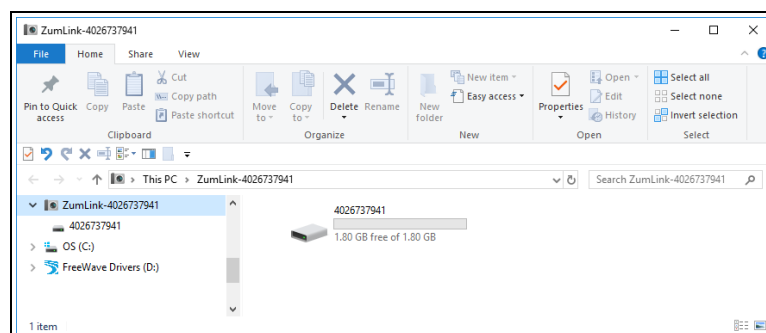 ZumLink-4026737941
File Home Share View
Pin to Quick access
Copy
Paste
Cut
Copy path
Paste shortcut
Clipboard
Move to
Copy to
Delete
Rename
Organize
New folder
New item
Easy access
New
Properties
Open
Edit
History
Open
Select all
Select none
Invert selection
Select
This PC > ZumLink-4026737941
Search ZumLink-4026737941
ZumLink-4026737941
4026737941
OS (C:)
FreeWave Drivers (D:)
4026737941
1.80 GB free of 1.80 GB
1 item